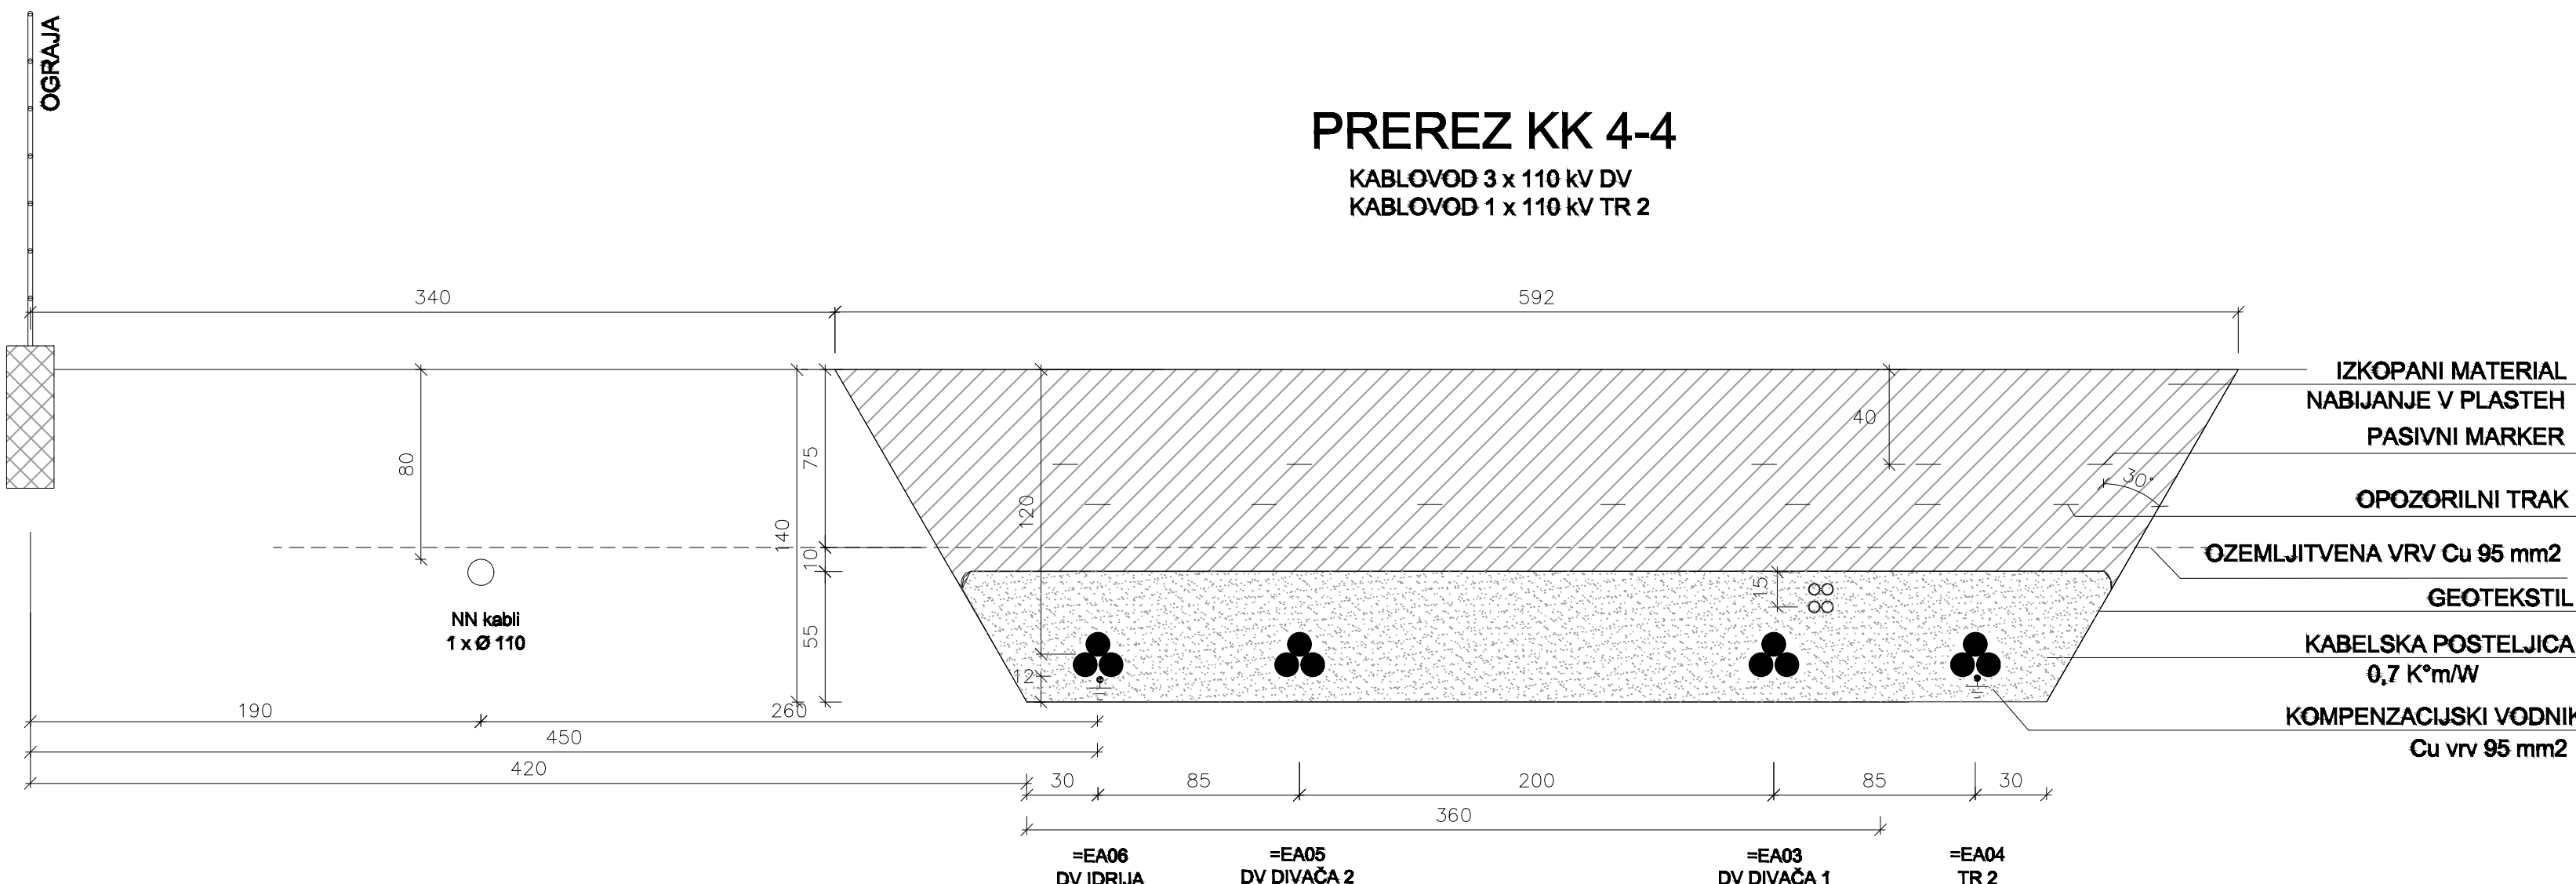 OGRAJA
PREREZ KK 4-4
KABLOVOD 3 x 110 kV DV
KABLOVOD 1 x 110 kV TR 2
340
592
IZKOPANI MATERIAL
NABIJANJE V PLASTEH
40
PASIVNI MARKER
80
75
30°
120
OPOZORILNI TRAK
140
10
OZEMLJITVENA VRV Cu 95 mm2
15
GEOTEKSTIL
NN kabli
1 x Ø 110
55
KABELSKA POSTELJICA
0,7 K°m/W
12
190
260
KOMPENZACIJSKI VODNIK
Cu vrv 95 mm2
450
420
30
85
200
85
30
360
=EA06
DV IDRIJA
=EA05
DV DIVAČA 2
=EA03
DV DIVAČA 1
=EA04
TR 2